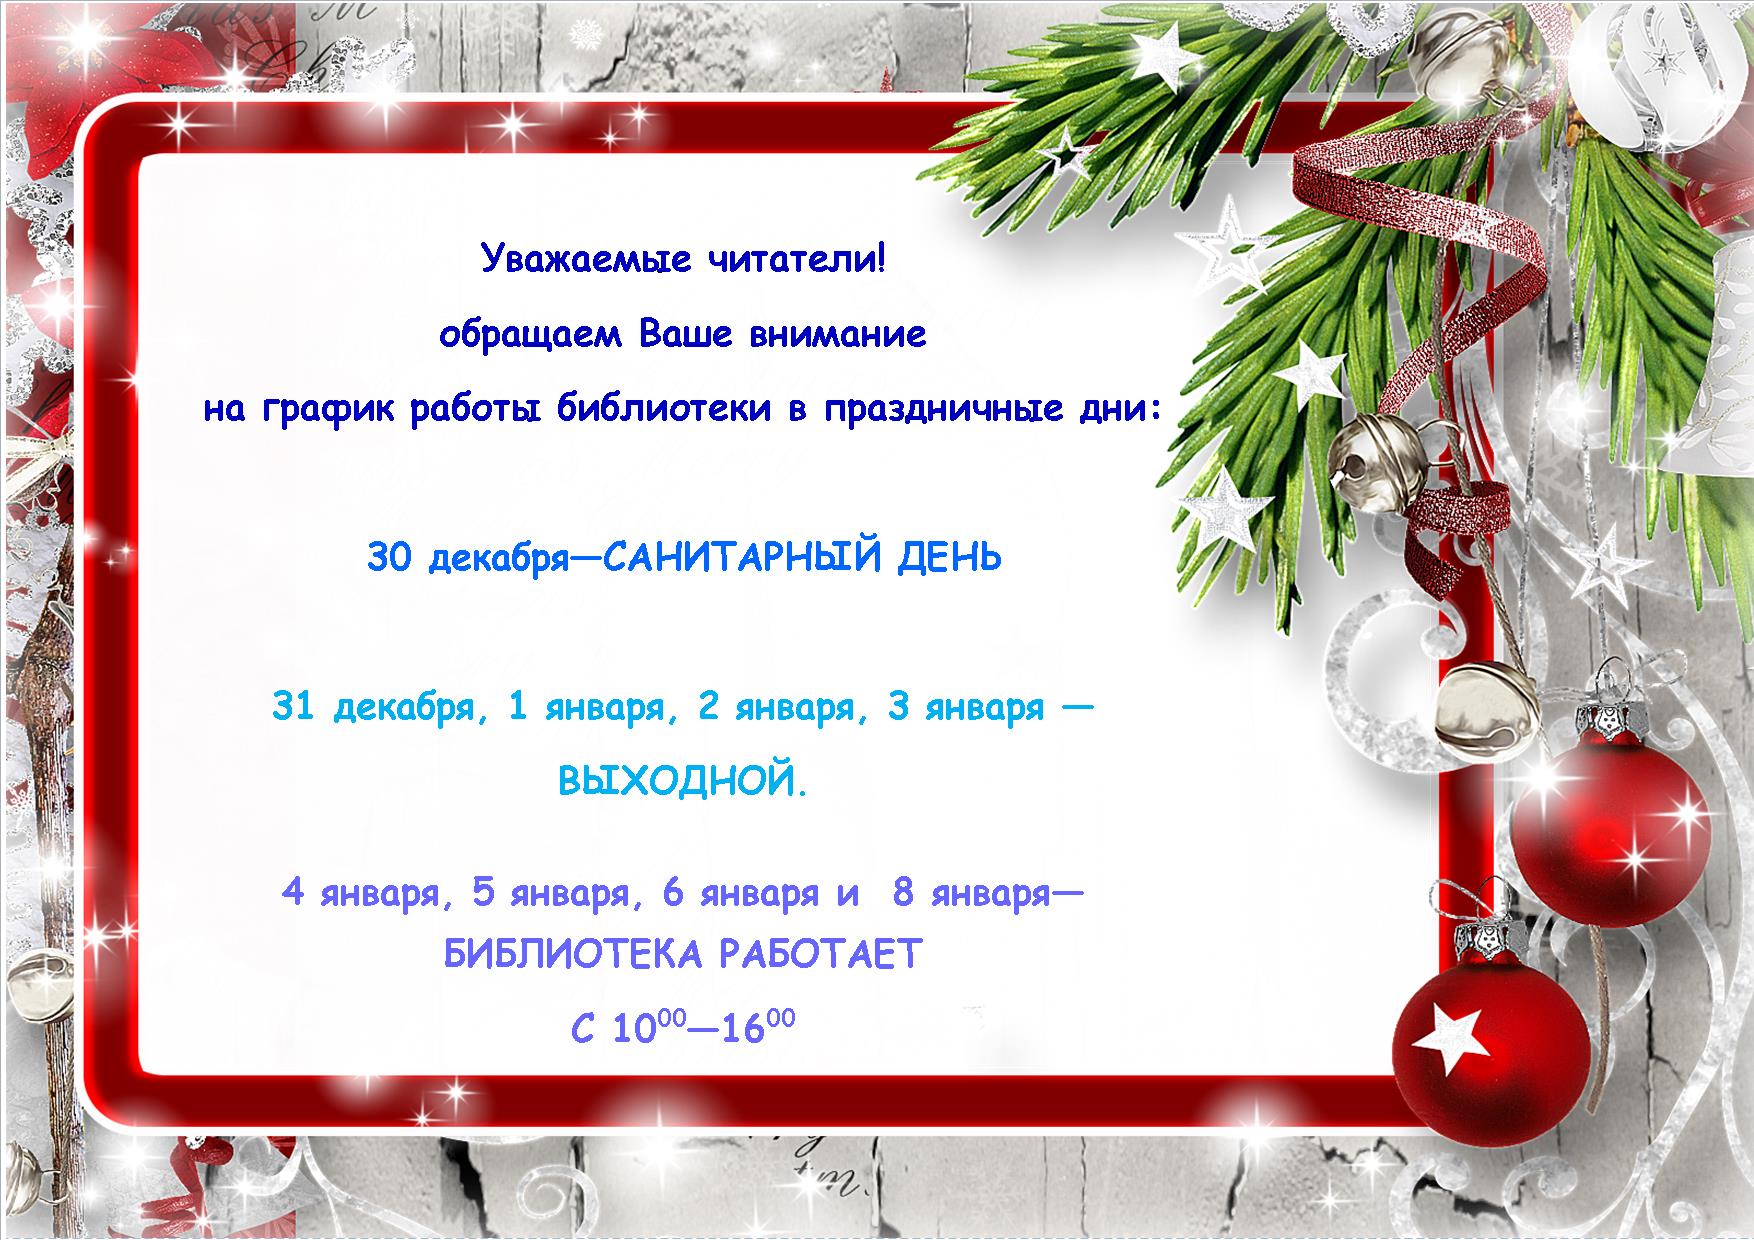 Уважаемые читатели!
обращаем Ваше внимание
на график работы библиотеки в праздничные дни:
30 декабря—САНИТАРНЫЙ ДЕНЬ
31 декабря, 1 января, 2 января, 3 января —
ВЫХОДНОЙ.
4 января, 5 января, 6 января и 8 января—
БИБЛИОТЕКА РАБОТАЕТ
С 10⁰⁰—16⁰⁰